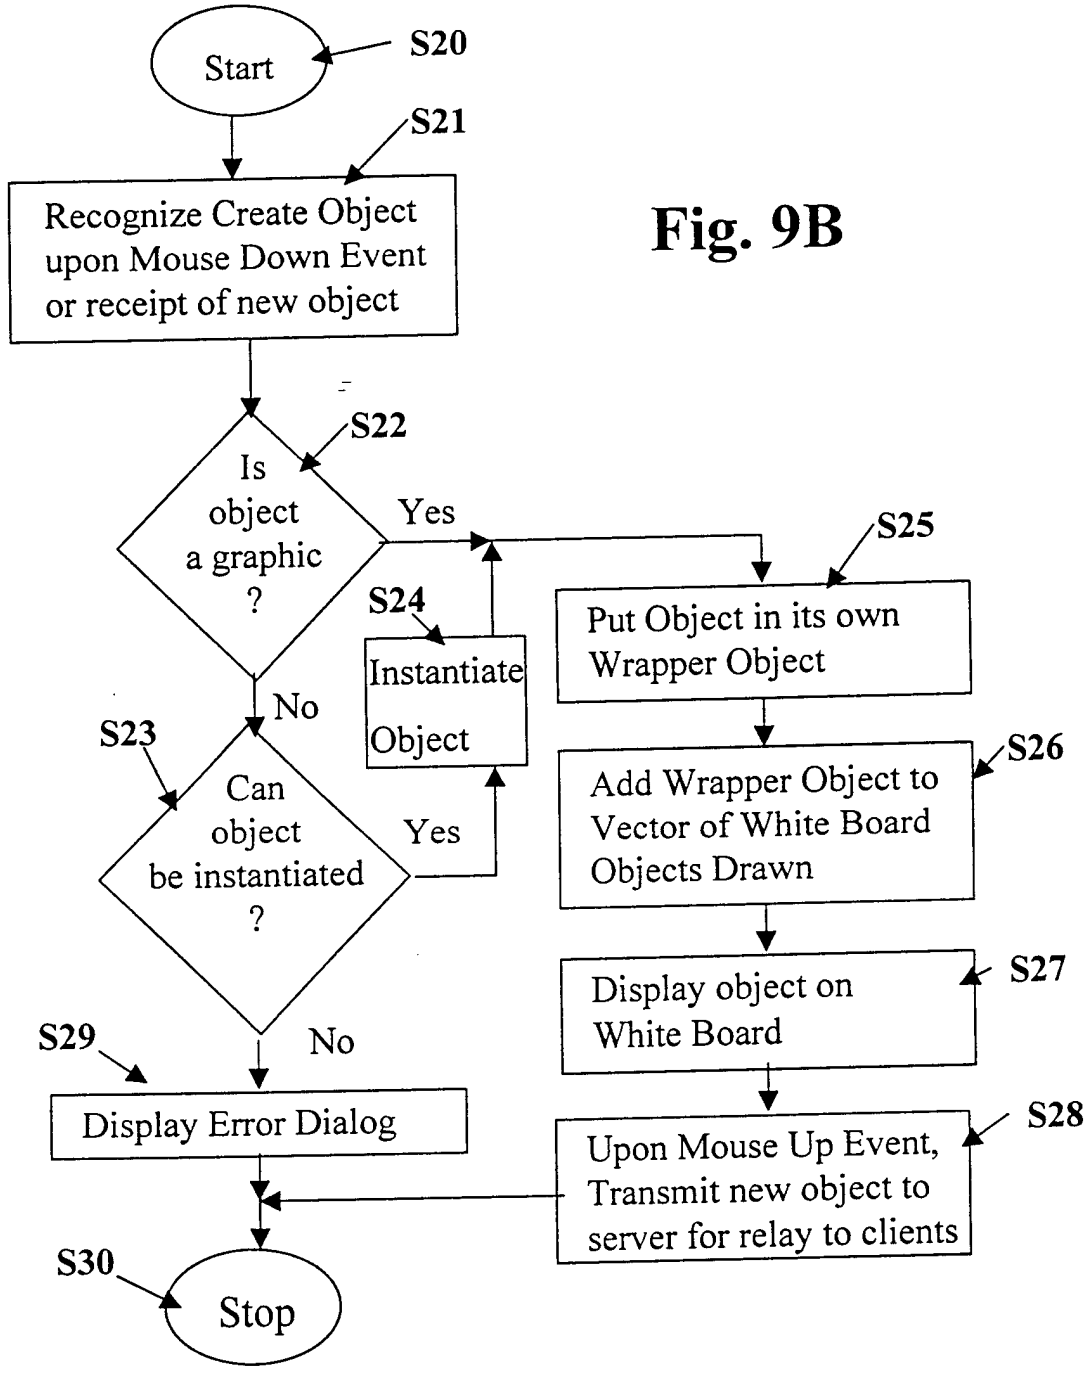 S20
Start
S21
Recognize Create Object
upon Mouse Down Event
or receipt of new object
Fig. 9B
S22
Is
object
a graphic
?
Yes
No
S24
Instantiate
Object
S23
Can
object
be instantiated
?
Yes
No
S25
Put Object in its own
Wrapper Object
S26
Add Wrapper Object to
Vector of White Board
Objects Drawn
S27
Display object on
White Board
S28
Upon Mouse Up Event,
Transmit new object to
server for relay to clients
S29
Display Error Dialog
S30
Stop